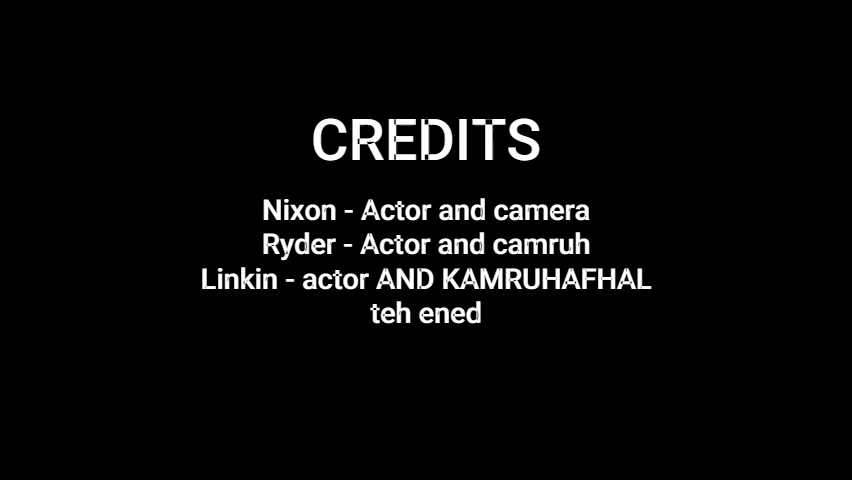 CREDITS
Nixon - Actor and camera
Ryder - Actor and camruh
Linkin - actor AND KAMRUHAFHAL
teh ened